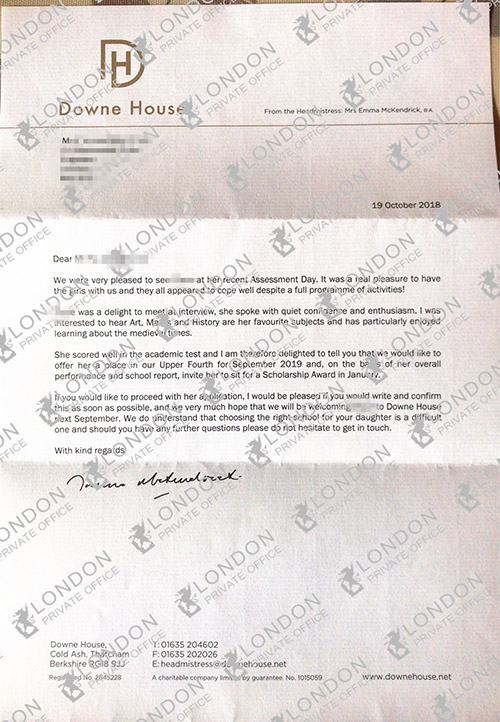 DH
Downe House
From the Headmistress: Mrs Emma McKendrick, B.A.
19 October 2018
Dear M
We were very pleased to see at her recent Assessment Day. It was a real pleasure to have
the girls with us and they all appeared to cope well despite a full programme of activities!
was a delight to meet at interview, she spoke with quiet confidence and enthusiasm. I was
interested to hear Art, Maths and History are her favourite subjects and has particularly enjoyed
learning about the medieval times.
She scored well in the academic test and I am therefore delighted to tell you that we would like to
offer her a place in our Upper Fourth for September 2019 and, on the basis of her overall
performance and school report, invite her to sit for a Scholarship Award in January.
If you would like to proceed with her application, I would be pleased if you would write and confirm
this as soon as possible, and we very much hope that we will be welcoming to Downe House
next September. We do understand that choosing the right school for your daughter is a difficult
one and should you have any further questions please do not hesitate to get in touch.
With kind regards
Downe House,
Cold Ash, Thatcham
Berkshire RG18 9JJ
T: 01635 204602
F: 01635 202026
E: headmistress@downehouse.net
Registered No. 2645228
A charitable company limited by guarantee. No. 1015059
www.downehouse.net
LONDON
PRIVATE OFFICE